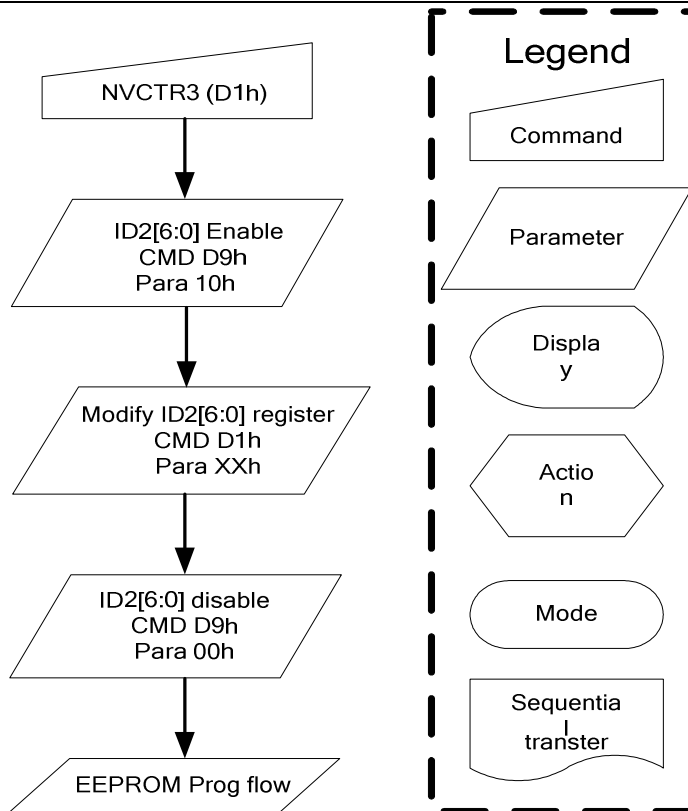 NVCTR3 (D1h)
ID2[6:0] Enable
CMD D9h
Para 10h
Modify ID2[6:0] register
CMD D1h
Para XXh
ID2[6:0] disable
CMD D9h
Para 00h
EEPROM Prog flow
Legend
Command
Parameter
Displa
y
Actio
n
Mode
Sequentia
l
transter